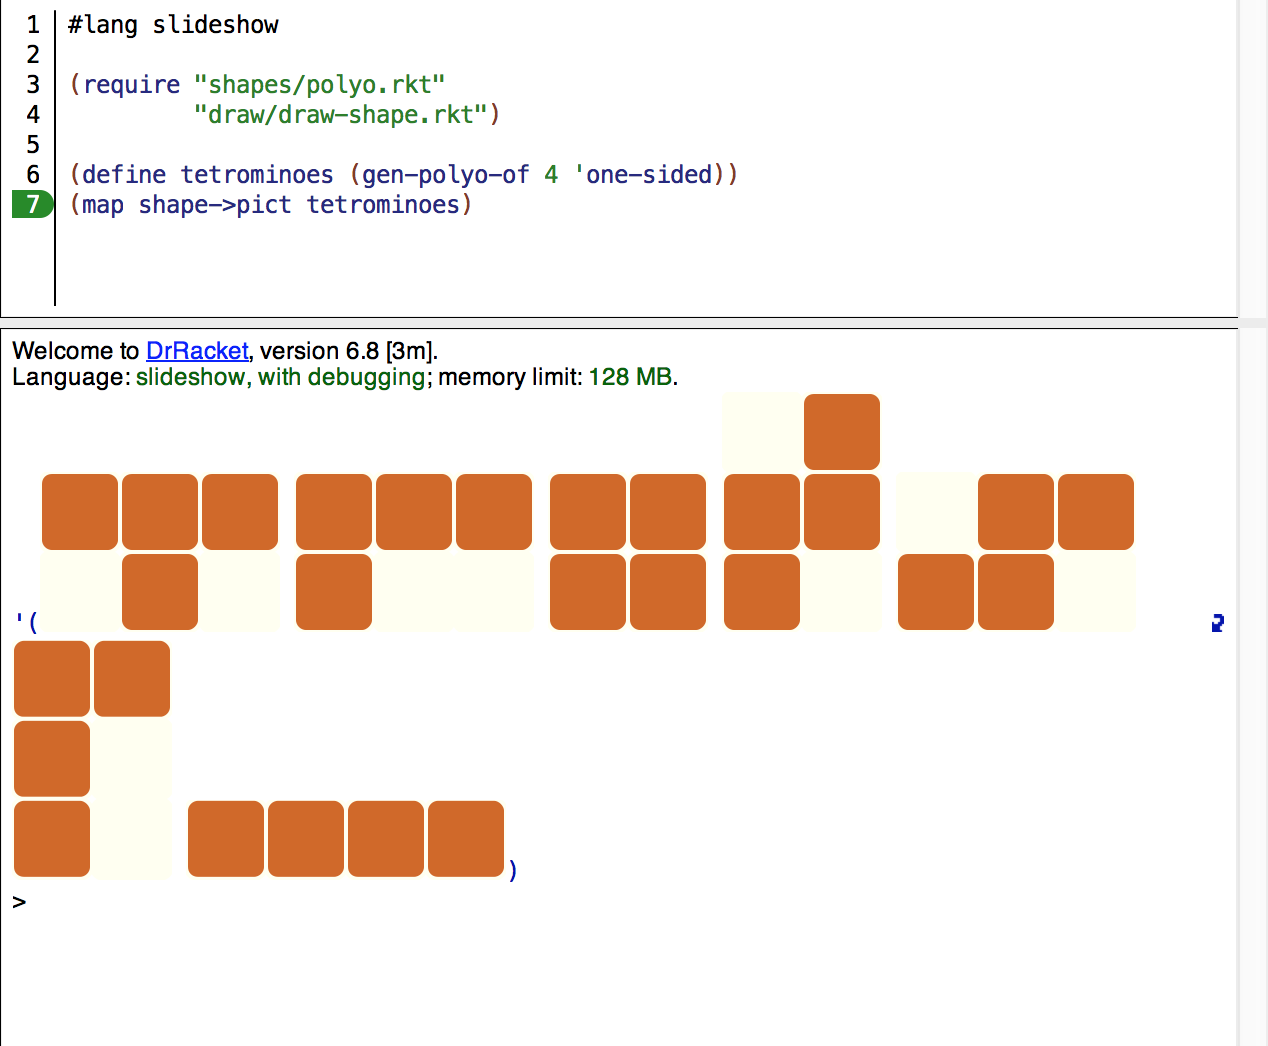 1 #lang slideshow
2
3 (require "shapes/polyo.rkt"
4 "draw/draw-shape.rkt")
5
6 (define tetrominoes (gen-polyo-of 4 'one-sided))
7 (map shape->pict tetrominoes)
Welcome to DrRacket, version 6.8 [3m].
Language: slideshow, with debugging; memory limit: 128 MB.
'(
)
>